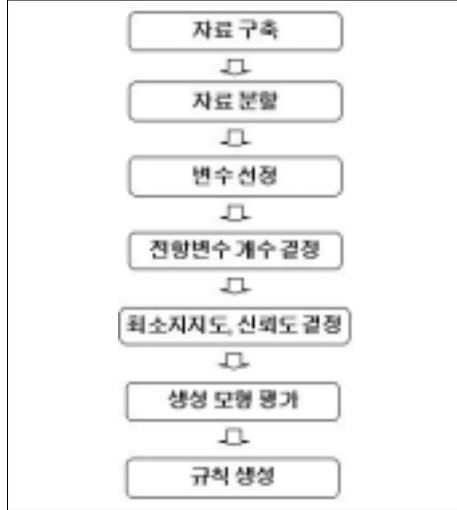 자료 구축
자료 분할
변수 선정
전항변수 개수 결정
최소지지도, 신뢰도 결정
생성 모형 평가
규칙 생성